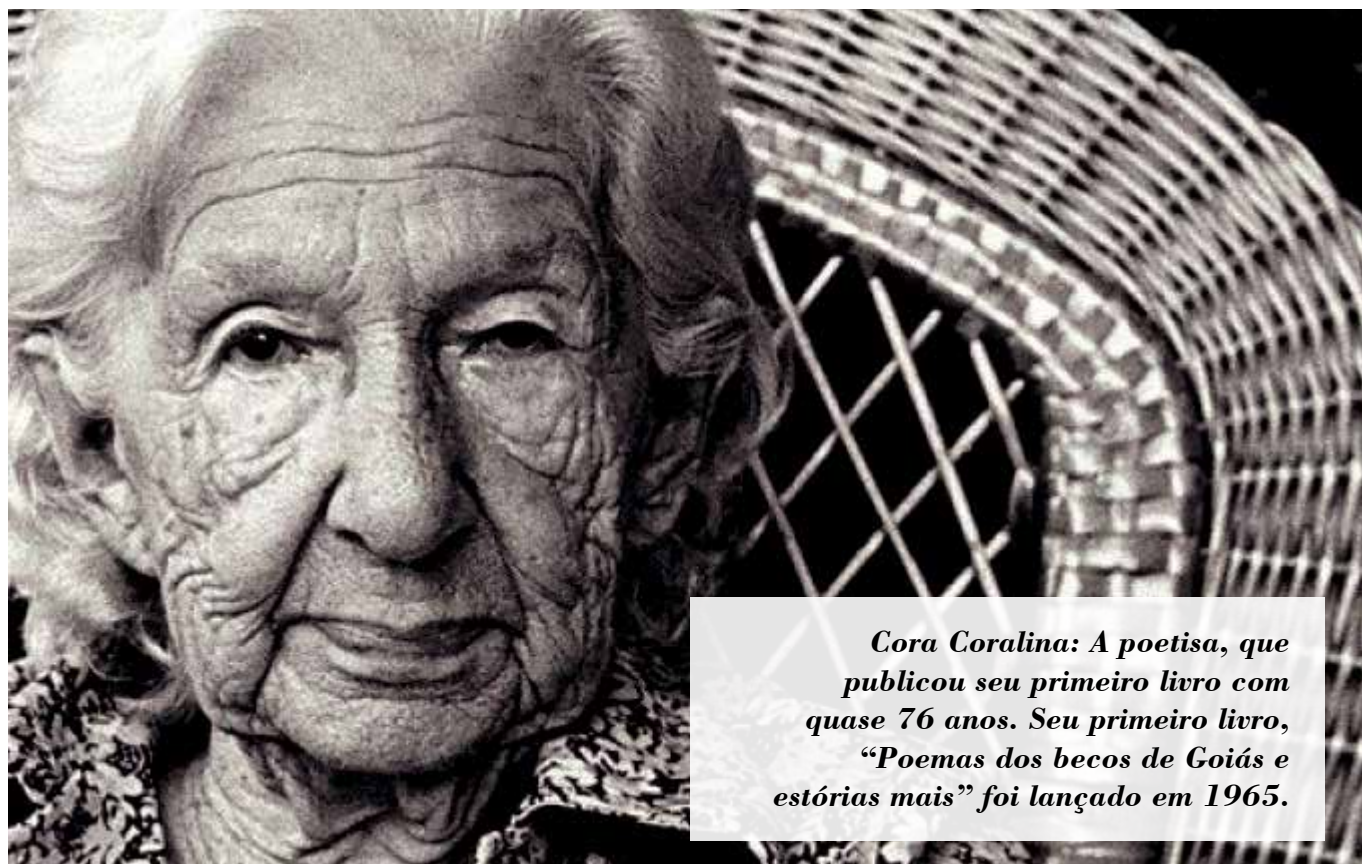 Cora Coralina: A poetisa, que
publicou seu primeiro livro com
quase 76 anos. Seu primeiro livro,
“Poemas dos becos de Goiás e
estórias mais” foi lançado em 1965.